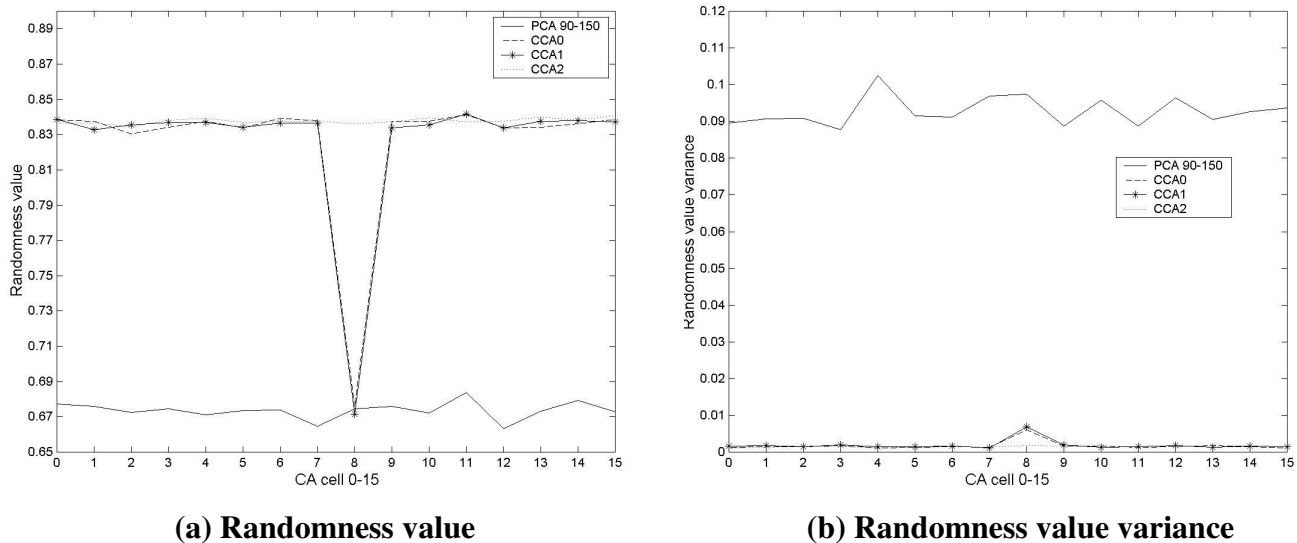 0.89
0.87
0.85
0.83
0.81
0.79
0.77
0.75
0.73
0.71
0.69
0.67
0.65
Randomness value
PCA 90-150
CCA0
CCA1
CCA2
0 1 2 3 4 5 6 7 8 9 10 11 12 13 14 15
CA cell 0-15
(a) Randomness value
0.12
0.11
0.1
0.09
0.08
0.07
0.06
0.05
0.04
0.03
0.02
0.01
0
Randomness value variance
PCA 90-150
CCA0
CCA1
CCA2
0 1 2 3 4 5 6 7 8 9 10 11 12 13 14 15
CA cell 0-15
(b) Randomness value variance